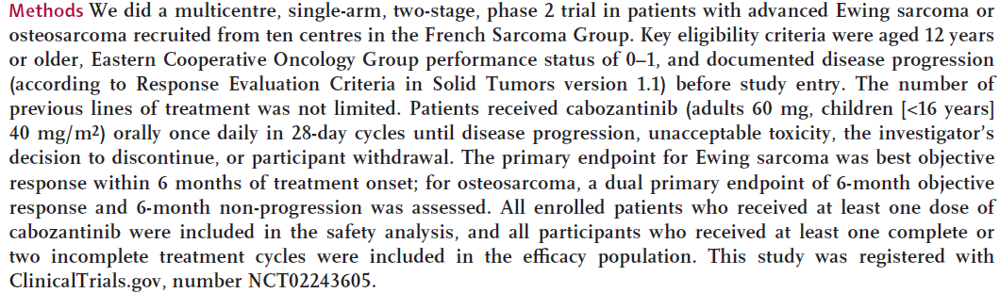 Methods We did a multicentre, single-arm, two-stage, phase 2 trial in patients with advanced Ewing sarcoma or
osteosarcoma recruited from ten centres in the French Sarcoma Group. Key eligibility criteria were aged 12 years
or older, Eastern Cooperative Oncology Group performance status of 0–1, and documented disease progression
(according to Response Evaluation Criteria in Solid Tumors version 1.1) before study entry. The number of
previous lines of treatment was not limited. Patients received cabozantinib (adults 60 mg, children [<16 years]
40 mg/m²) orally once daily in 28-day cycles until disease progression, unacceptable toxicity, the investigator’s
decision to discontinue, or participant withdrawal. The primary endpoint for Ewing sarcoma was best objective
response within 6 months of treatment onset; for osteosarcoma, a dual primary endpoint of 6-month objective
response and 6-month non-progression was assessed. All enrolled patients who received at least one dose of
cabozantinib were included in the safety analysis, and all participants who received at least one complete or
two incomplete treatment cycles were included in the efficacy population. This study was registered with
ClinicalTrials.gov, number NCT02243605.